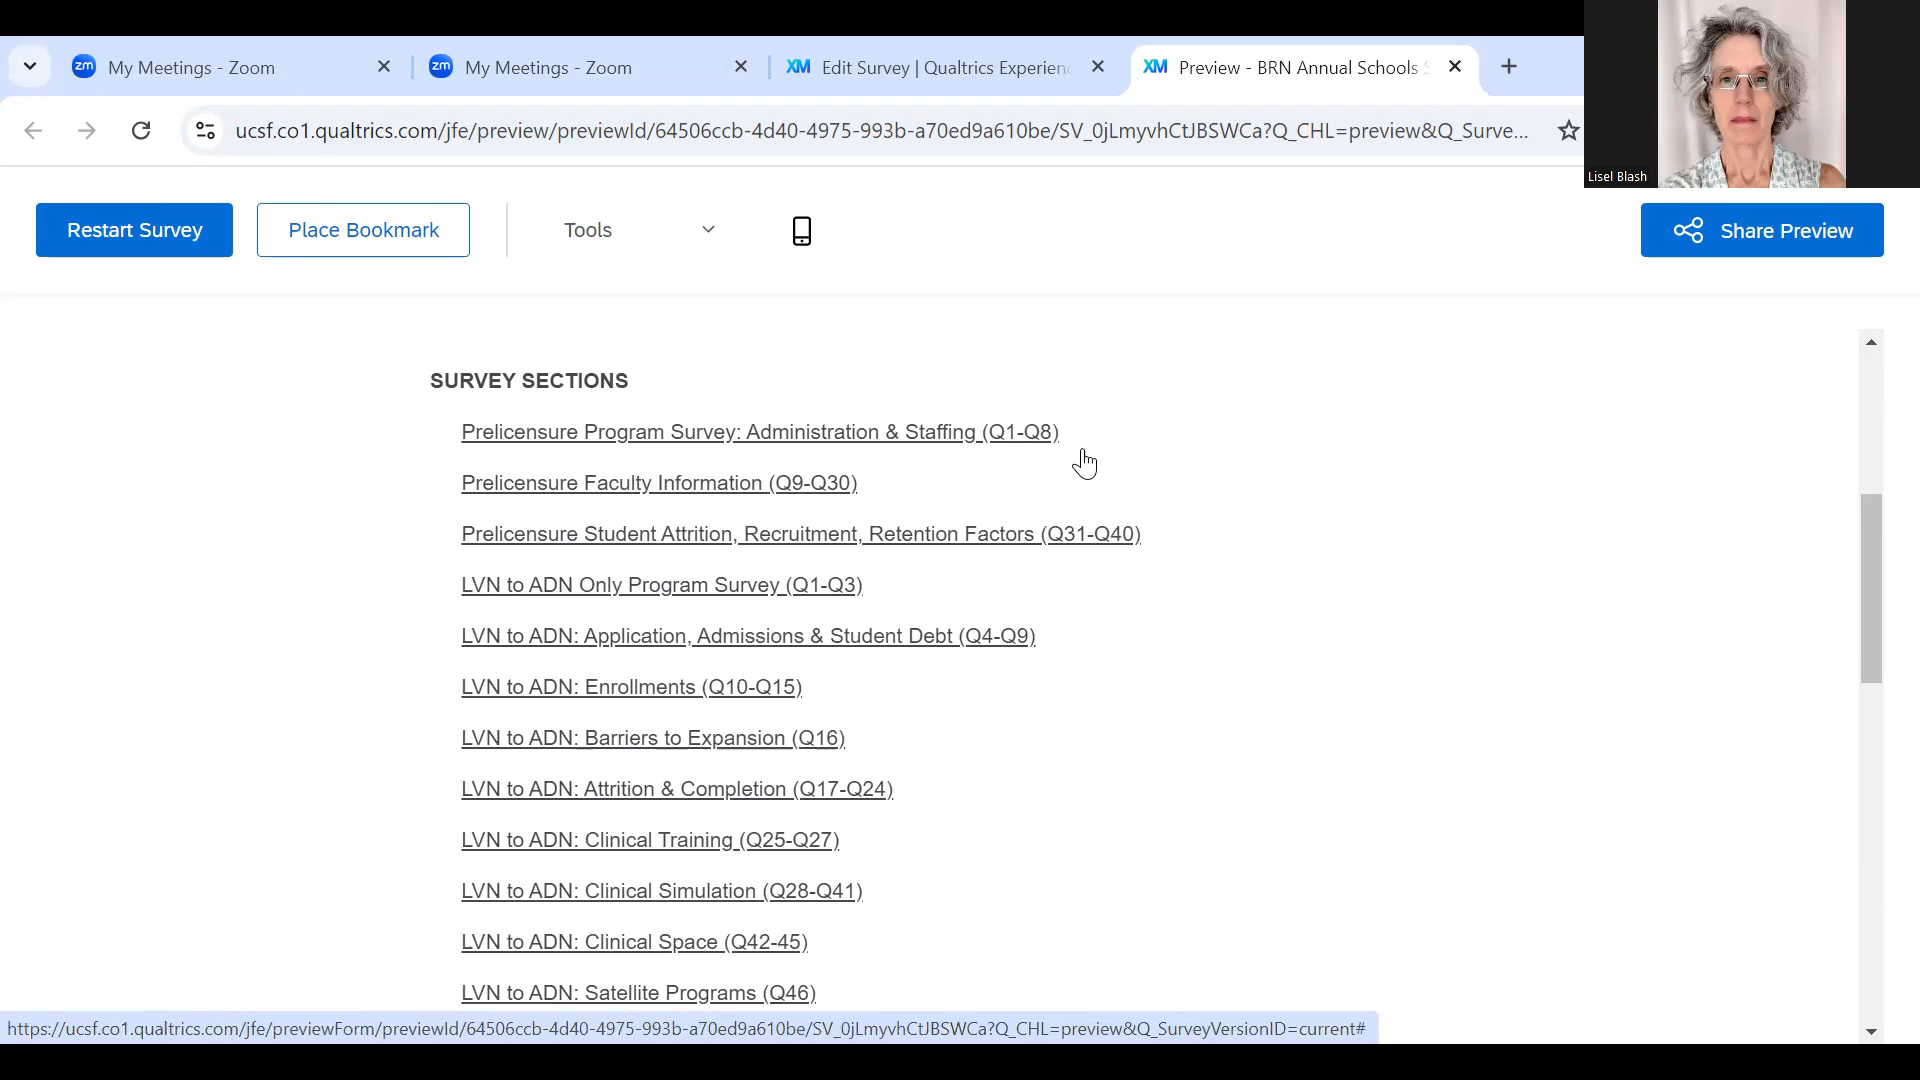 My Meetings - Zoom
My Meetings - Zoom
XM Edit Survey | Qualtrics Experien
XM Preview - BRN Annual Schools S
ucsf.co1.qualtrics.com/jfe/preview/previewId/64506ccb-4d40-4975-993b-a70ed9a610be/SV_0jLmyvhCtJBSWCa?Q_CHL=preview&Q_Surve...
Lisel Blash
Restart Survey
Place Bookmark
Tools
Share Preview
SURVEY SECTIONS
Prelicensure Program Survey: Administration & Staffing (Q1-Q8)
Prelicensure Faculty Information (Q9-Q30)
Prelicensure Student Attrition, Recruitment, Retention Factors (Q31-Q40)
LVN to ADN Only Program Survey (Q1-Q3)
LVN to ADN: Application, Admissions & Student Debt (Q4-Q9)
LVN to ADN: Enrollments (Q10-Q15)
LVN to ADN: Barriers to Expansion (Q16)
LVN to ADN: Attrition & Completion (Q17-Q24)
LVN to ADN: Clinical Training (Q25-Q27)
LVN to ADN: Clinical Simulation (Q28-Q41)
LVN to ADN: Clinical Space (Q42-45)
LVN to ADN: Satellite Programs (Q46)
https://ucsf.co1.qualtrics.com/jfe/previewForm/previewId/64506ccb-4d40-4975-993b-a70ed9a610be/SV_0jLmyvhCtJBSWCa?Q_CHL=preview&Q_SurveyVersionID=current#